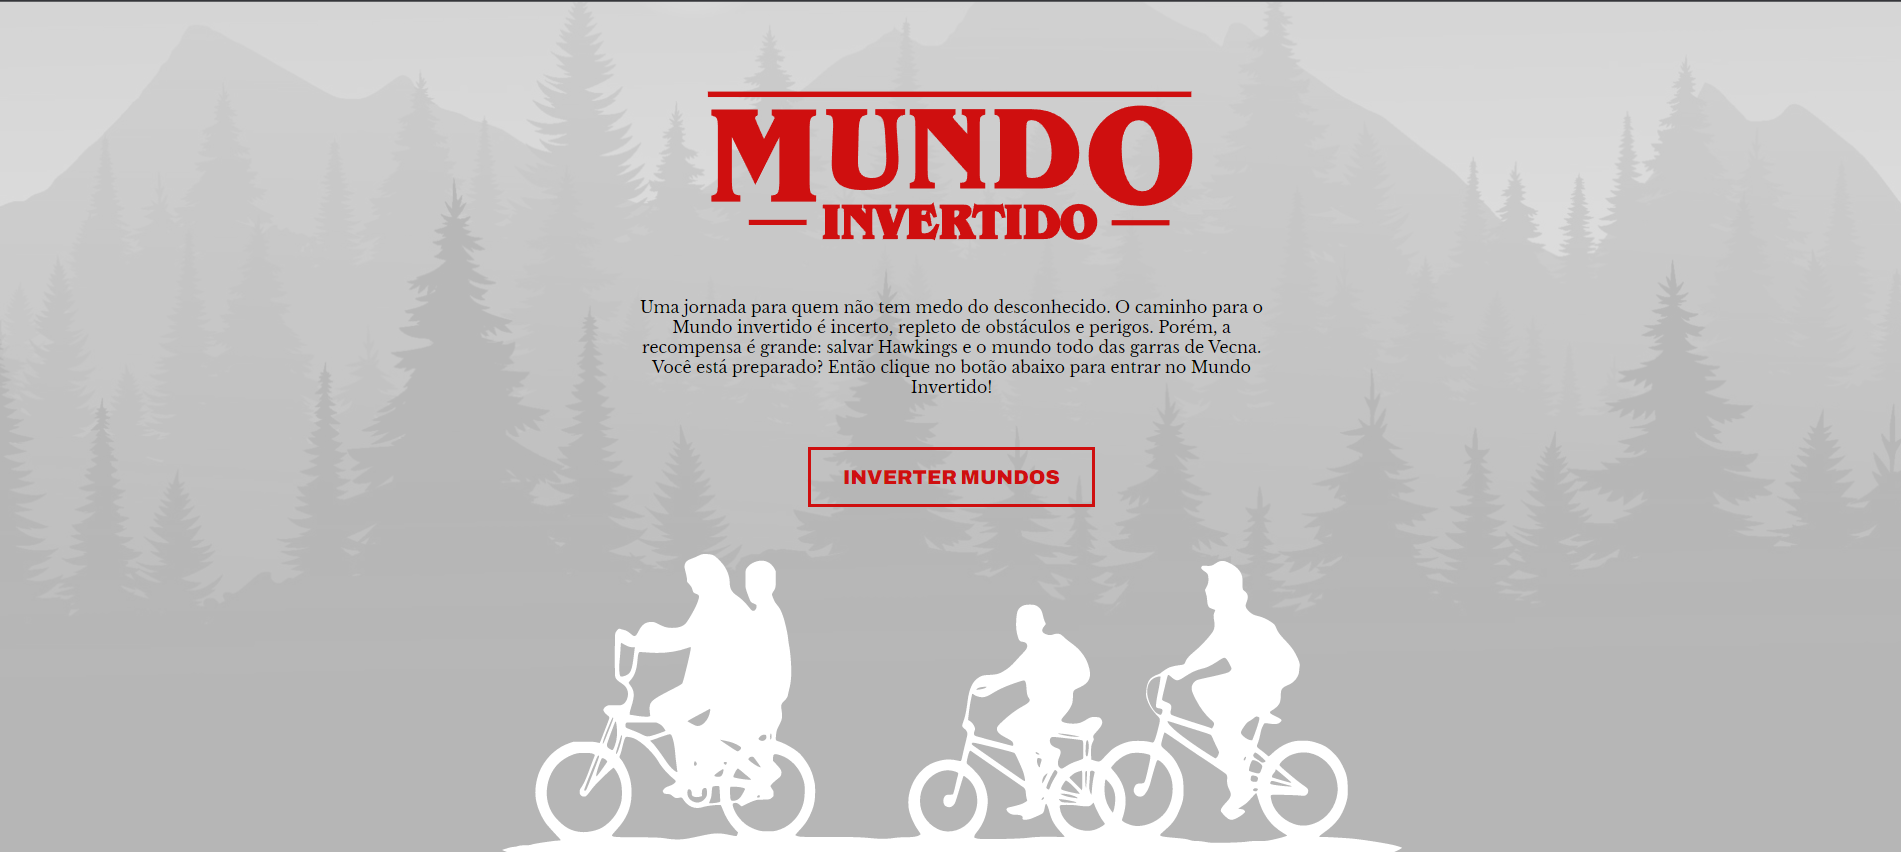 MUNDO
INVERTIDO
Uma jornada para quem não tem medo do desconhecido. O caminho para o
Mundo invertido é incerto, repleto de obstáculos e perigos. Porém, a
recompensa é grande: salvar Hawkings e o mundo todo das garras de Vecna.
Você está preparado? Então clique no botão abaixo para entrar no Mundo
Invertido!
INVERTER MUNDOS